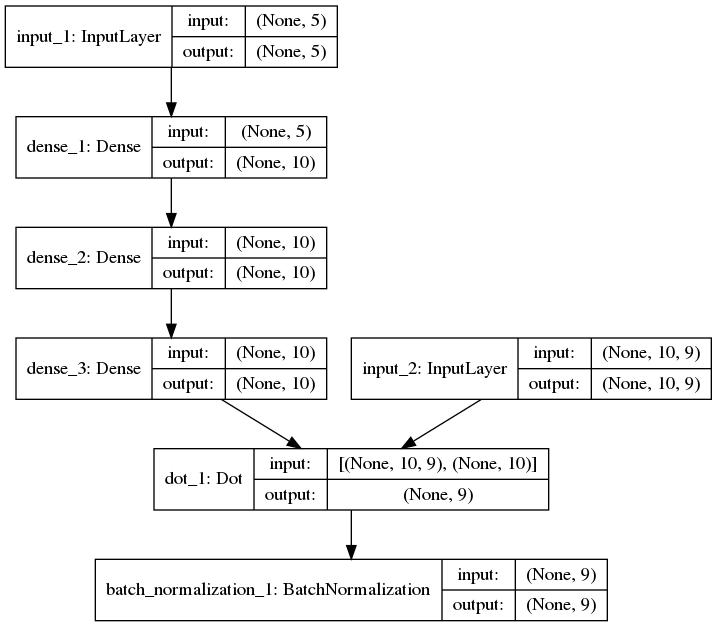 input_1: InputLayer
input:
(None, 5)
output:
(None, 5)
dense_1: Dense
input:
(None, 5)
output:
(None, 10)
dense_2: Dense
input:
(None, 10)
output:
(None, 10)
dense_3: Dense
input:
(None, 10)
output:
(None, 10)
input_2: InputLayer
input:
(None, 10, 9)
output:
(None, 10, 9)
dot_1: Dot
input:
[(None, 10, 9), (None, 10)]
output:
(None, 9)
batch_normalization_1: BatchNormalization
input:
(None, 9)
output:
(None, 9)